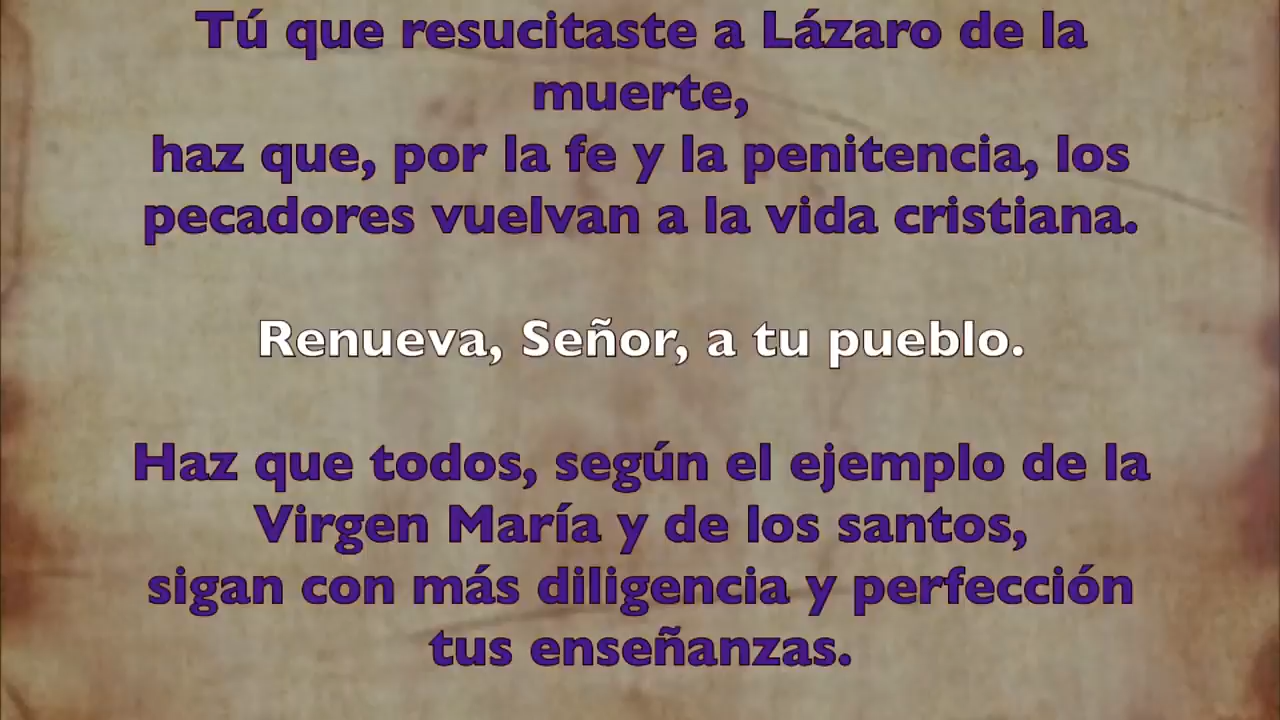 Tú que resucitaste a Lázaro de la
muerte,
haz que, por la fe y la penitencia, los
pecadores vuelvan a la vida cristiana.
Renueva, Señor, a tu pueblo.
Haz que todos, según el ejemplo de la
Virgen María y de los santos,
sigan con más diligencia y perfección
tus enseñanzas.